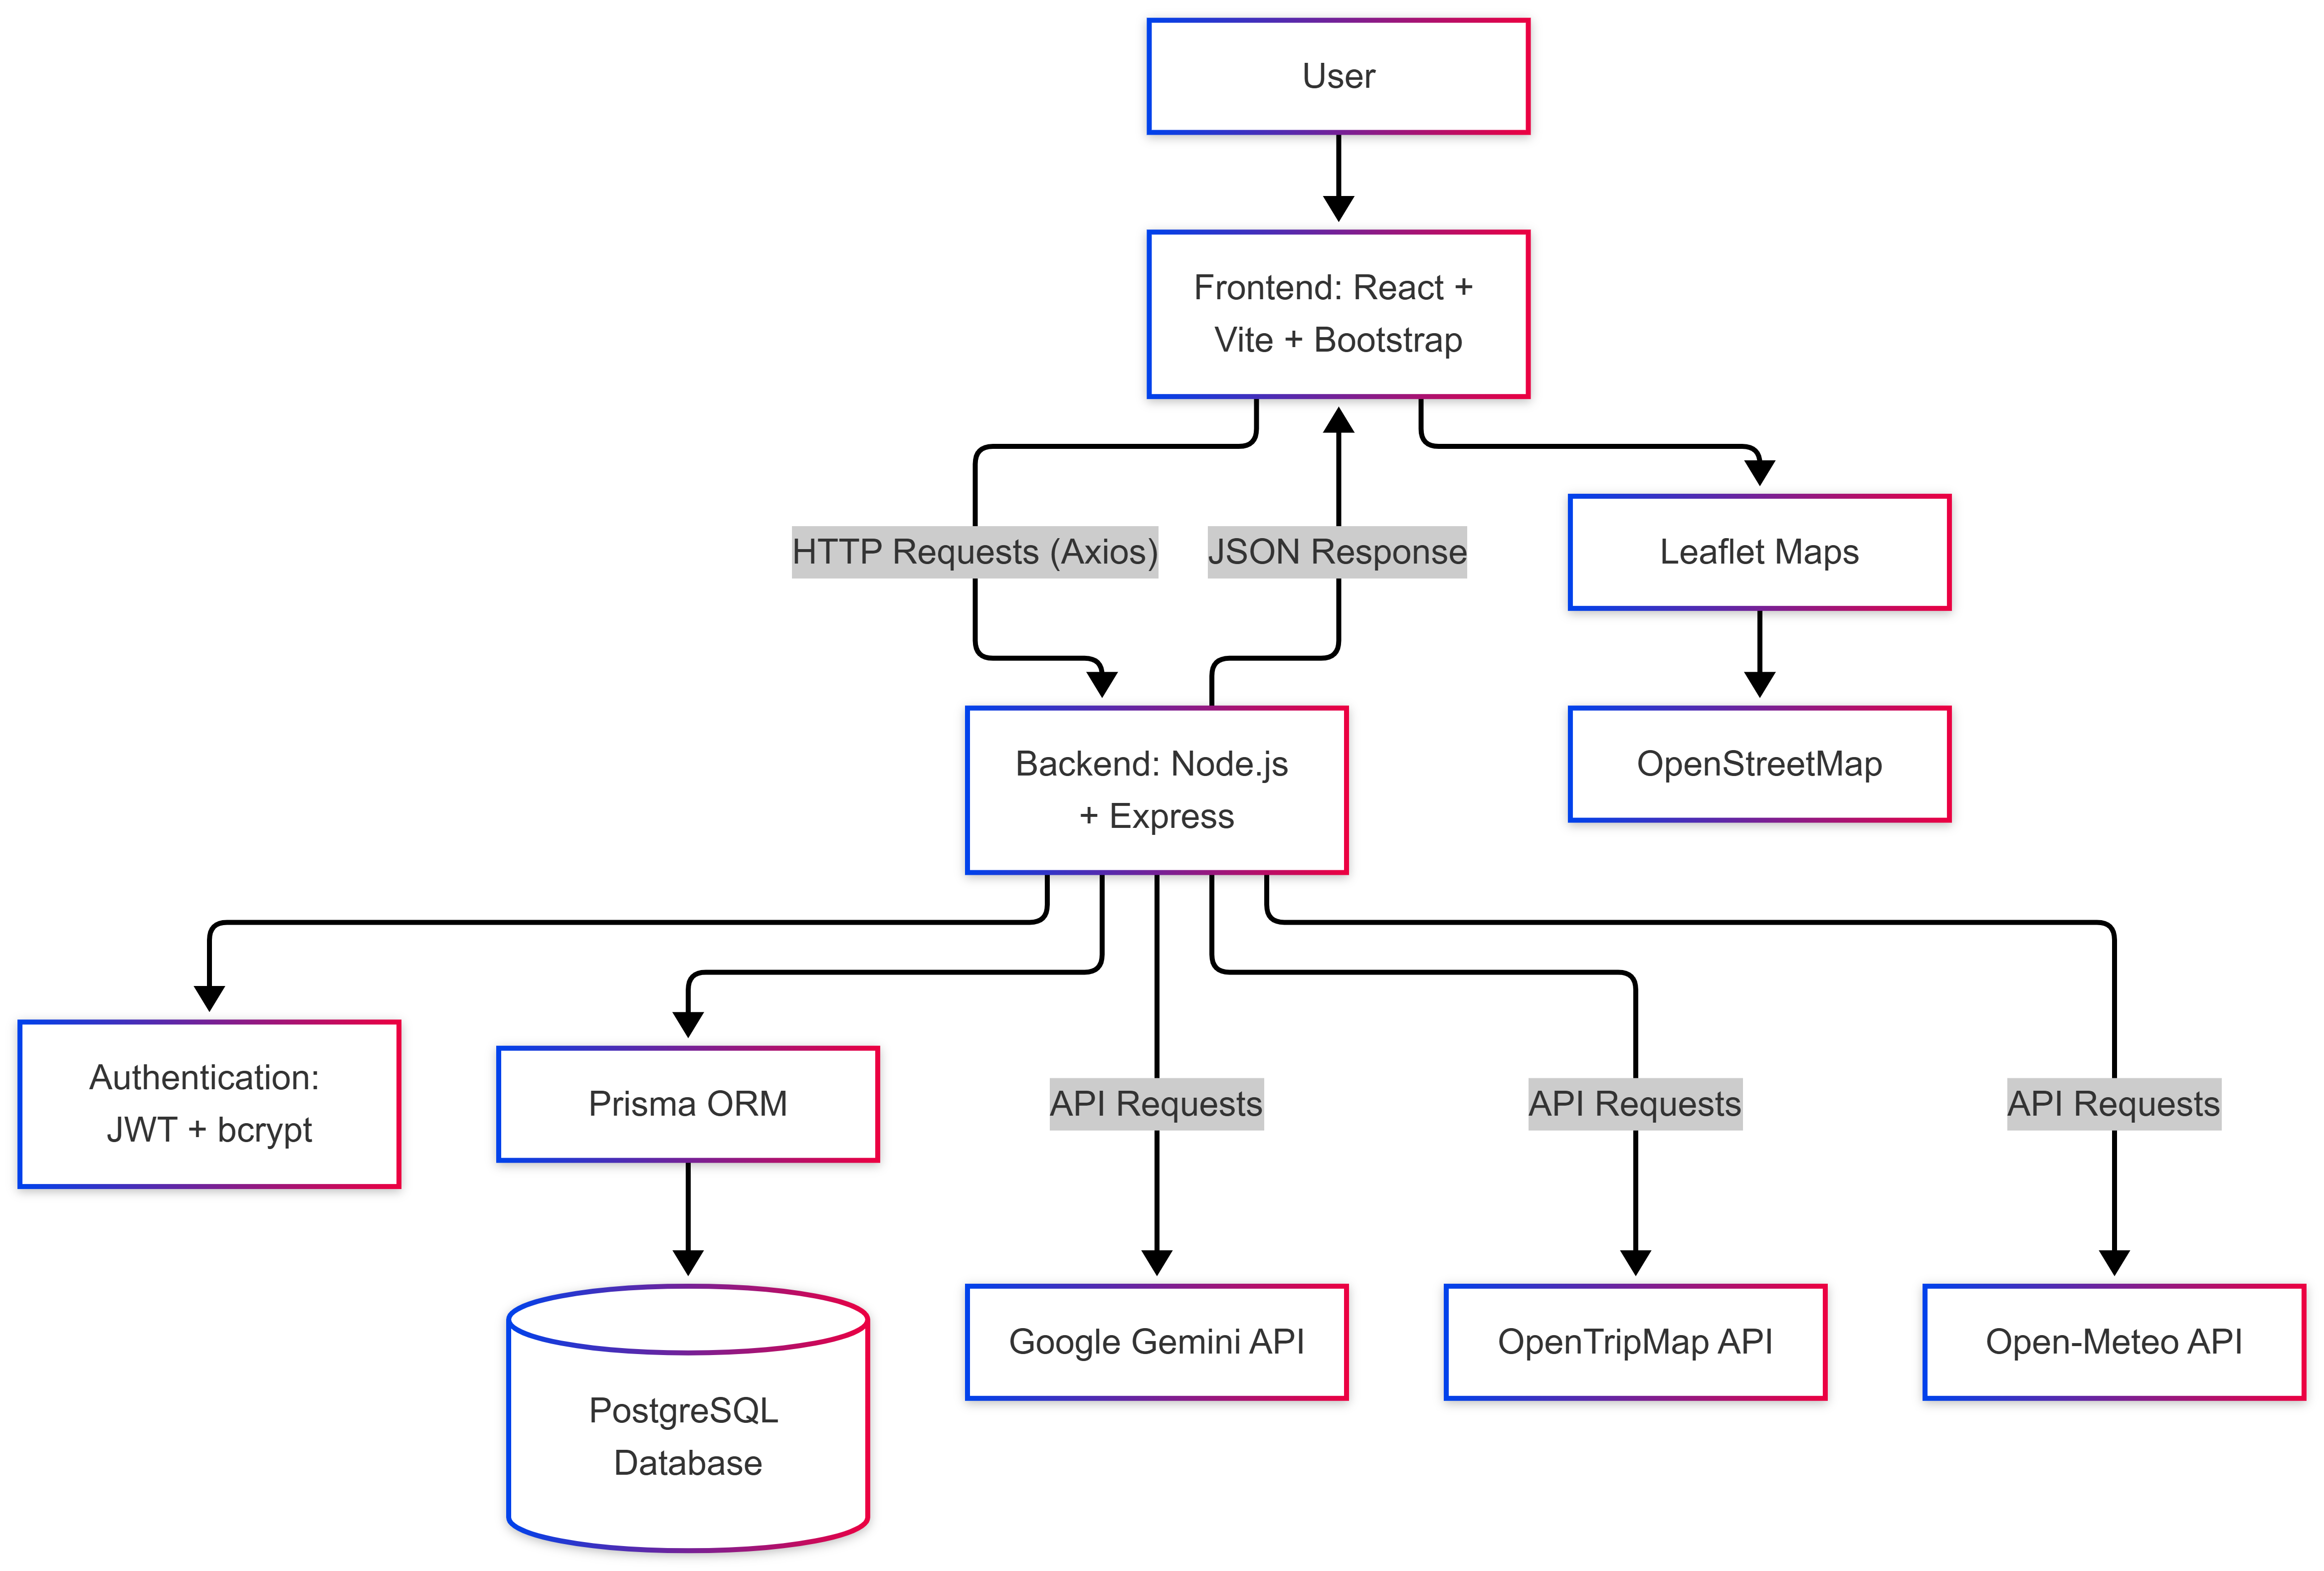 User
Frontend: React +
Vite + Bootstrap
HTTP Requests (Axios)
JSON Response
Leaflet Maps
Backend: Node.js
+ Express
OpenStreetMap
Authentication:
JWT + bcrypt
Prisma ORM
API Requests
API Requests
API Requests
PostgreSQL
Database
Google Gemini API
OpenTripMap API
Open-Meteo API